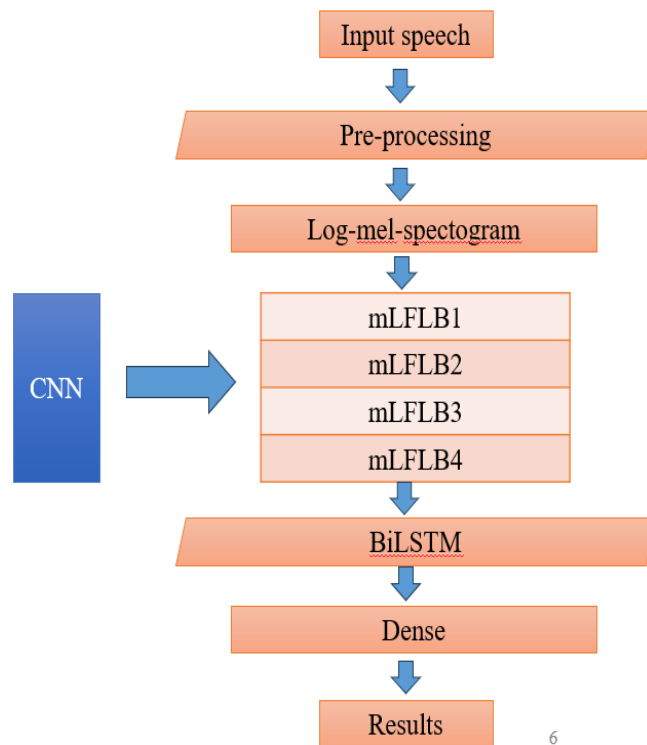 Input speech
Pre-processing
Log-mel-spectogram
mLFLB1
mLFLB2
CNN
mLFLB3
mLFLB4
BiLSTM
Dense
Results
6